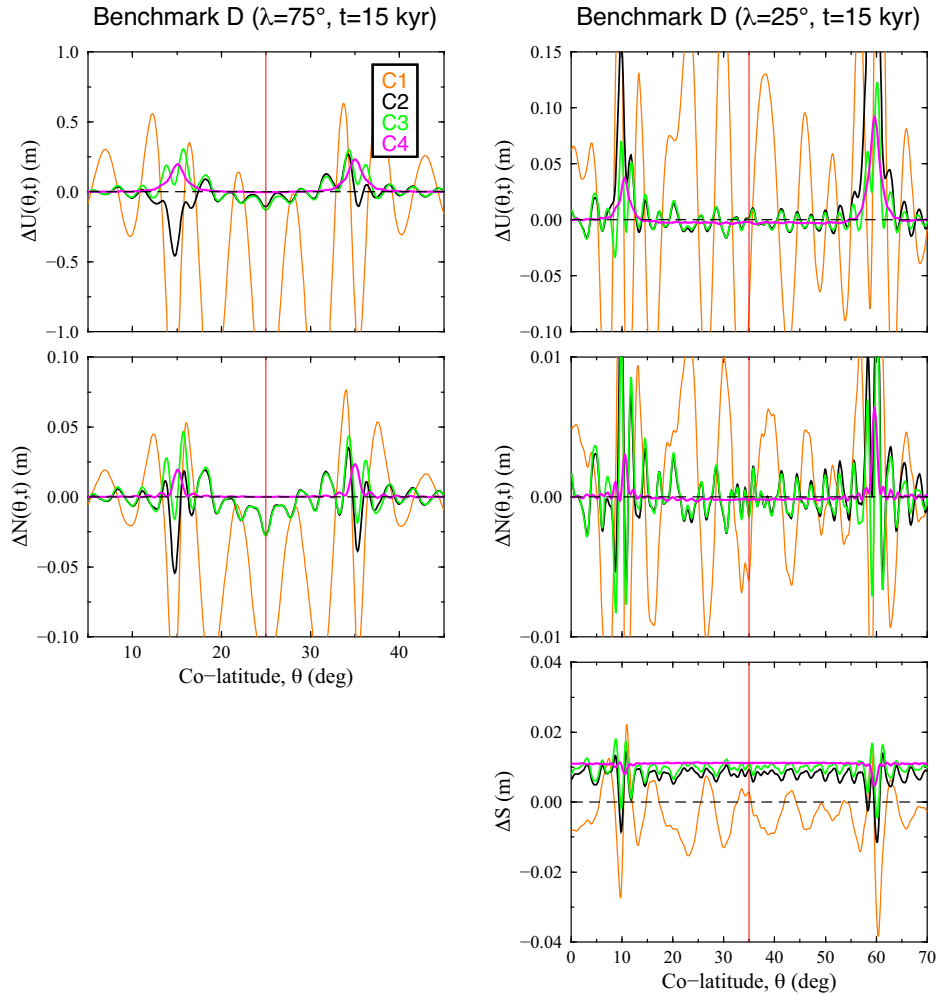 Benchmark D (λ=75°, t=15 kyr)
1.0
0.5
0.0
−0.5
−1.0
ΔU(θ,t) (m)
C1
C2
C3
C4
0.10
0.05
0.00
−0.05
−0.10
ΔN(θ,t) (m)
10 20 30 40
Co−latitude, θ (deg)
Benchmark D (λ=25°, t=15 kyr)
0.15
0.10
0.05
0.00
−0.05
−0.10
ΔU(θ,t) (m)
0.01
0.00
−0.01
ΔN(θ,t) (m)
0.04
0.02
0.00
−0.02
−0.04
ΔS (m)
0 10 20 30 40 50 60 70
Co−latitude, θ (deg)